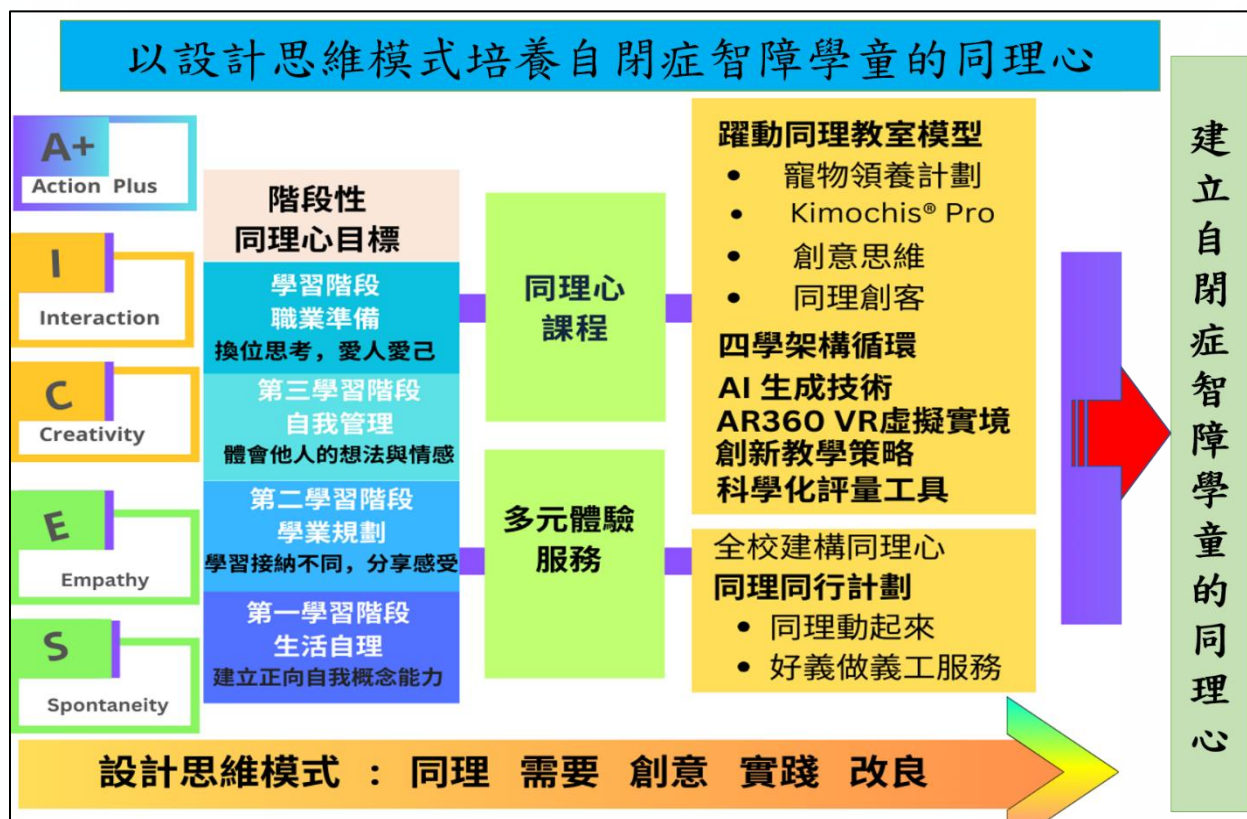 以設計思維模式培養自閉症智障學童的同理心
A+
Action Plus
I
Interaction
C
Creativity
E
Empathy
S
Spontaneity
階段性
同理心目標
學習階段
職業準備
換位思考，愛人愛己
第三學習階段
自我管理
體會他人的想法與情感
第二學習階段
學業規劃
學習接納不同，分享感受
第一學習階段
生活自理
建立正向自我概念能力
同理心
課程
多元體驗
服務
躍動同理教室模型
• 寵物領養計劃
• Kimochis® Pro
• 創意思維
• 同理創客
四學架構循環
AI 生成技術
AR360 VR虛擬實境
創新教學策略
科學化評量工具
全校建構同理心
同理同行計劃
• 同理動起來
• 好義做義工服務
建立自閉症智障學童的同理心
設計思維模式 : 同理 需要 創意 實踐 改良